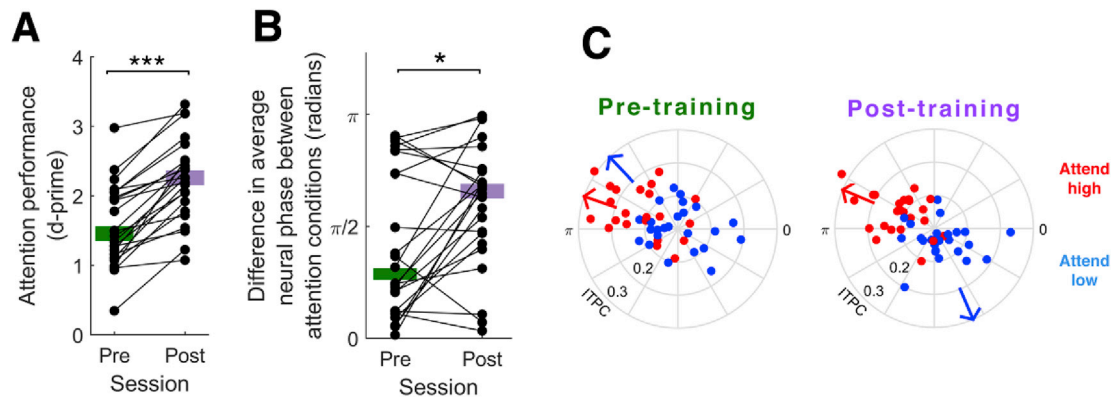 A
Attention performance
(d-prime)
4
3
2
1
0
***
Pre
Post
Session
B
Difference in average
neural phase between
attention conditions (radians)
π
π/2
0
*
Pre
Post
Session
C
Pre-training
π
0
0.2
0.3
ITPC
Post-training
π
0
0.2
0.3
ITPC
Attend
high
Attend
low